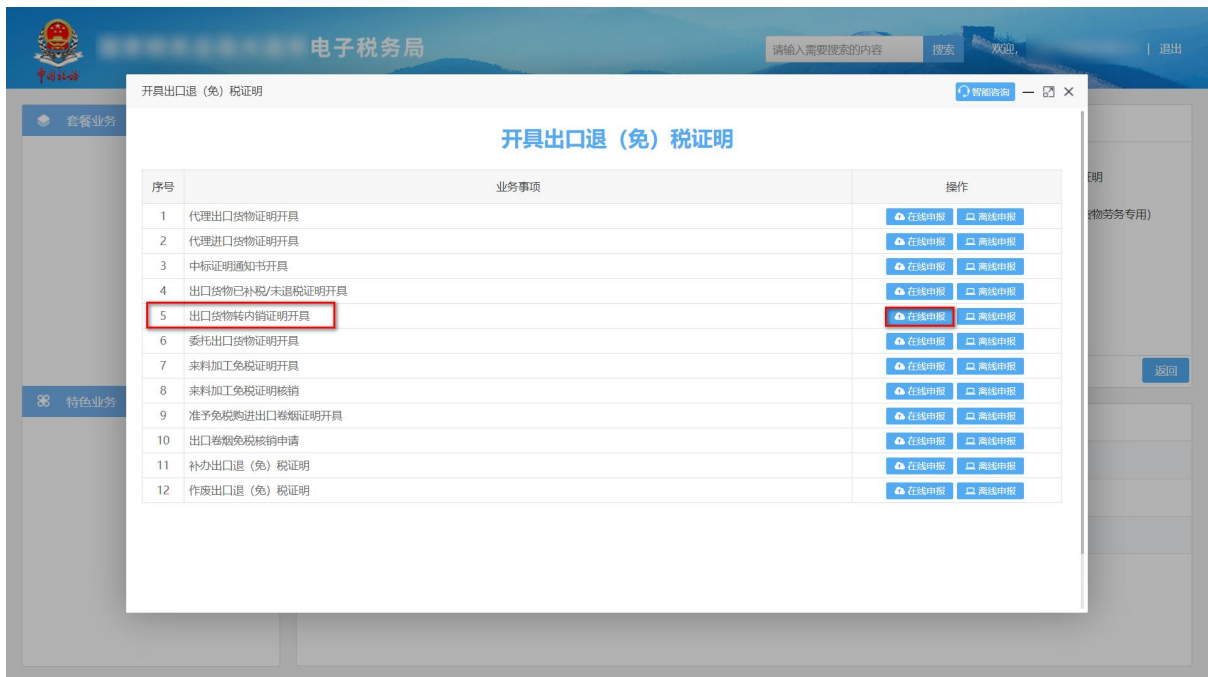 电子税务局
请输入需要搜索的内容 搜索 欢迎, | 退出
中国税务
开具出口退（免）税证明 智能咨询
套餐业务
开具出口退（免）税证明
序号 业务事项 操作
证明
1 代理出口货物证明开具 在线申报 离线申报
货物劳务专用)
2 代理进口货物证明开具 在线申报 离线申报
3 中标证明通知书开具 在线申报 离线申报
4 出口货物已补税/未退税证明开具 在线申报 离线申报
5 出口货物转内销证明开具 在线申报 离线申报
6 委托出口货物证明开具 在线申报 离线申报
7 来料加工免税证明开具 在线申报 离线申报
返回
8 来料加工免税证明核销 在线申报 离线申报
特色业务
9 准予免税购进出口卷烟证明开具 在线申报 离线申报
10 出口卷烟免税核销申请 在线申报 离线申报
11 补办出口退（免）税证明 在线申报 离线申报
12 作废出口退（免）税证明 在线申报 离线申报